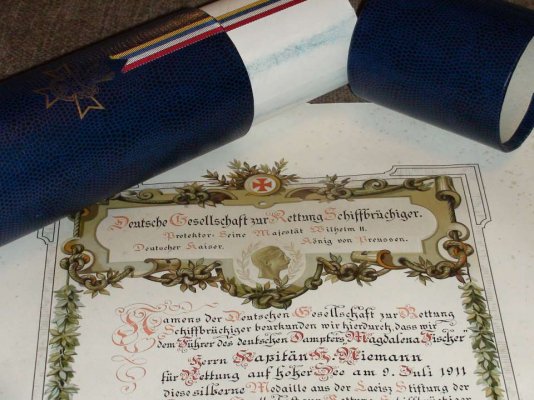 Deutsche Gesellschaft zur Rettung Schiffbrüchiger.
Protektor: Seine Majestät Wilhelm II.
Deutscher Kaiser, König von Preussen.
Namens der Deutschen Gesellschaft zur Rettung
Schiffbrüchiger beurkunden wir hierdurch, dass wir
dem Führer des deutschen Dampfers „Magdalena Fischer"
Herrn Kapitän Niemann
für Rettung auf hoher See am 9. Juli 1911
diese silberne Medaille aus der Laeisz Stiftung der
Rettung Schiffbrüchiger